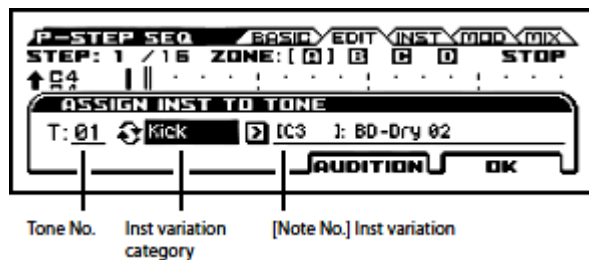 P-STEP SEQ BASIC EDIT INST MOD MIX
STEP: 1 /16 ZONE:[A] B C D STOP
C4
ASSIGN INST TO TONE
T:01 Kick [C3 ]: BD-Dry 02
AUDITION OK
Tone No. Inst variation category [Note No.] Inst variation